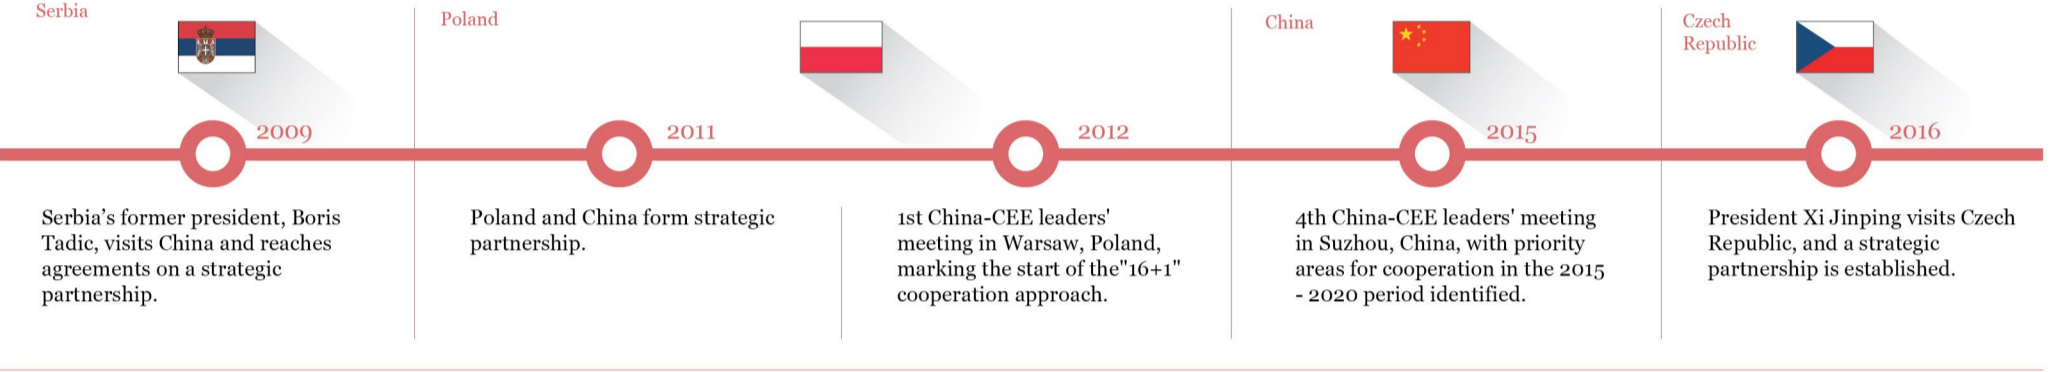 Serbia
2009
Serbia's former president, Boris
Tadic, visits China and reaches
agreements on a strategic
partnership.
Poland
2011
Poland and China form strategic
partnership.
2012
1st China-CEE leaders'
meeting in Warsaw, Poland,
marking the start of the"16+1"
cooperation approach.
China
2015
4th China-CEE leaders' meeting
in Suzhou, China, with priority
areas for cooperation in the 2015
- 2020 period identified.
Czech
Republic
2016
President Xi Jinping visits Czech
Republic, and a strategic
partnership is established.